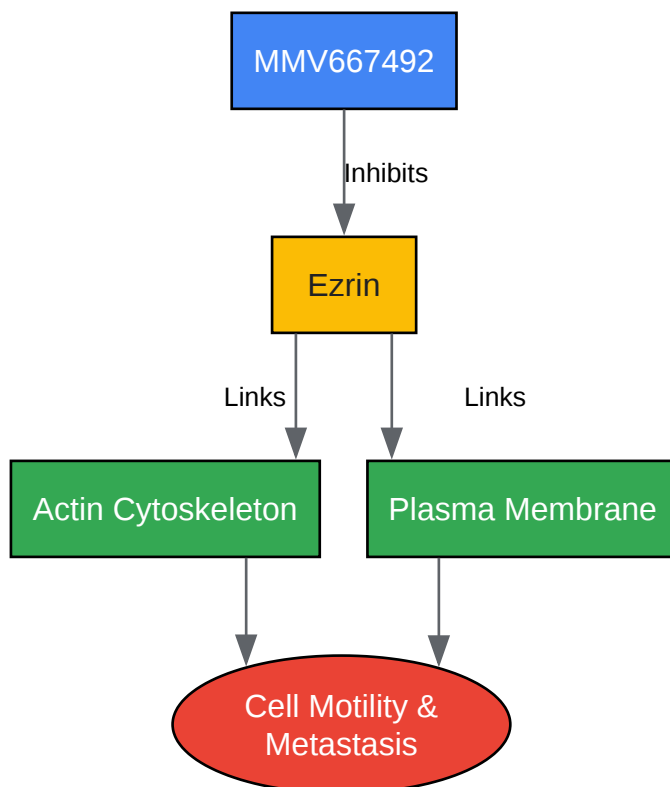 MMV667492
Inhibits
Ezrin
Links
Links
Actin Cytoskeleton
Plasma Membrane
Cell Motility &
Metastasis